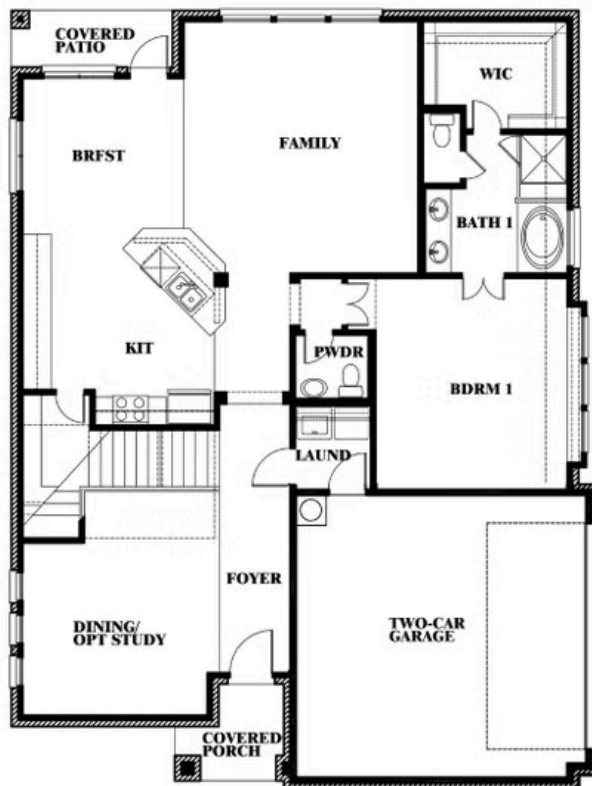 COVERED
PATIO
WIC
BRFST
FAMILY
BATH 1
KIT
PWDR
BDRM 1
LAUND
FOYER
DINING/
OPT STUDY
TWO-CAR
GARAGE
COVERED
PORCH